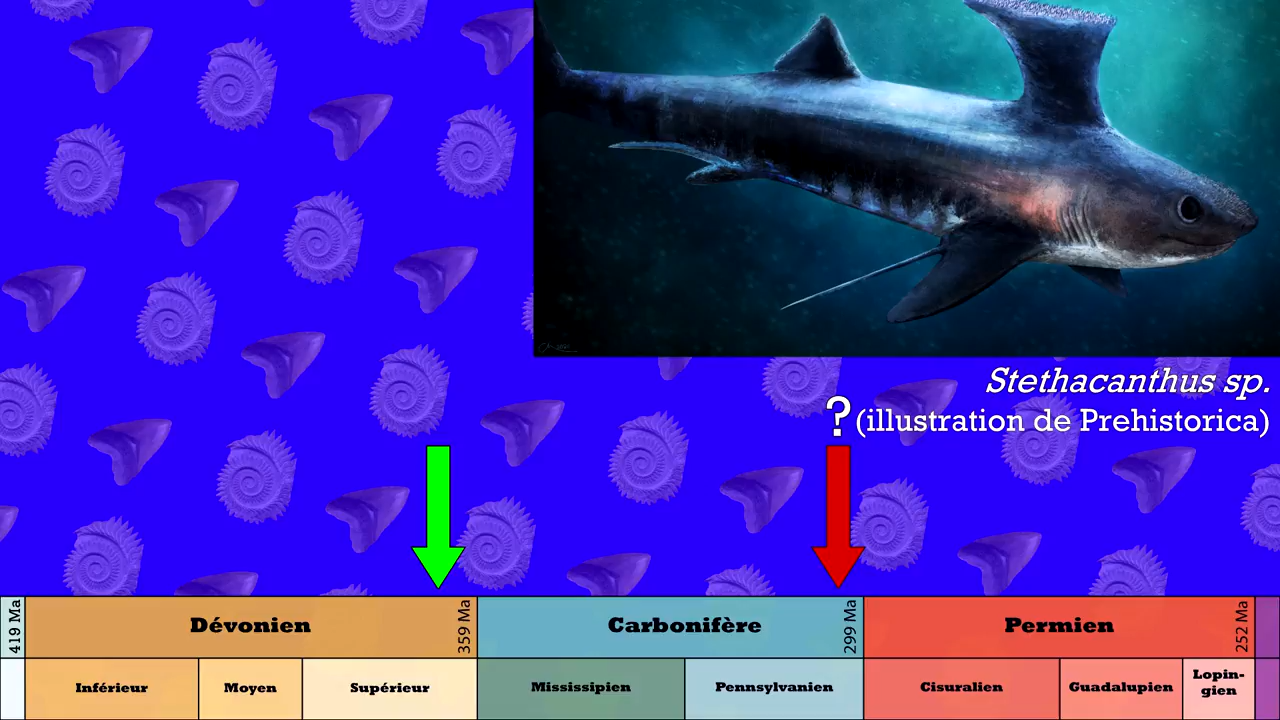 Stethacanthus sp.
?(illustration de Prehistorica)
419 Ma
Dévonien
359 Ma
Carbonifère
299 Ma
Permien
252 Ma
Inférieur
Moyen
Supérieur
Mississipien
Pennsylvanien
Cisuralien
Guadalupien
Lopin-
gien